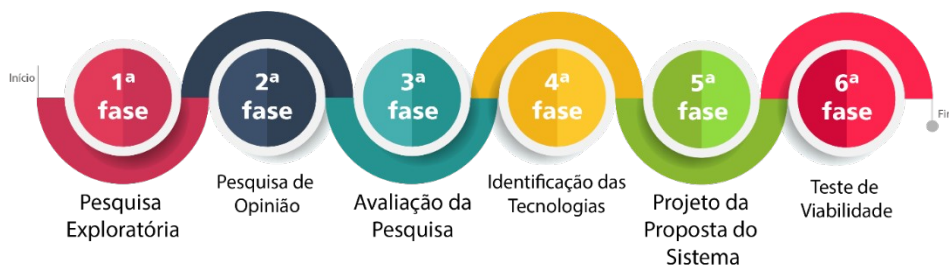 Início
1ª
fase
2ª
fase
3ª
fase
4ª
fase
5ª
fase
6ª
fase
Pesquisa
Exploratória
Pesquisa de
Opinião
Avaliação da
Pesquisa
Identificação das
Tecnologias
Projeto da
Proposta do
Sistema
Teste de
Viabilidade